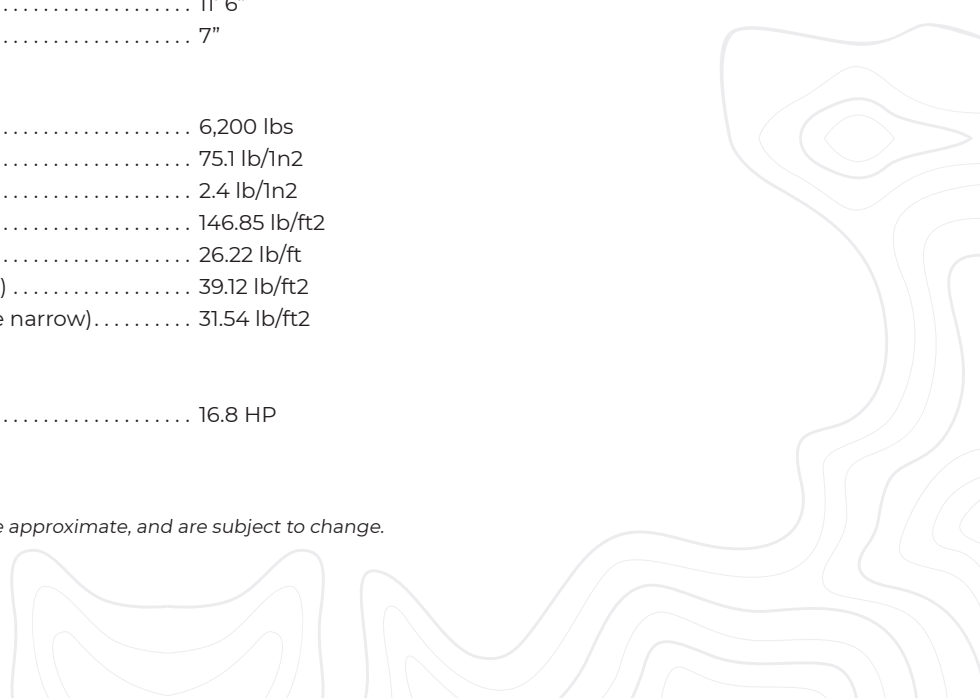 . . . . . . . . . . . . . . . . . . . 11' 6"
. . . . . . . . . . . . . . . . . . . 7”
. . . . . . . . . . . . . . . . . . . 6,200 lbs
. . . . . . . . . . . . . . . . . . . 75.1 lb/1n2
. . . . . . . . . . . . . . . . . . . 2.4 lb/1n2
. . . . . . . . . . . . . . . . . . . 146.85 lb/ft2
. . . . . . . . . . . . . . . . . . . 26.22 lb/ft
) . . . . . . . . . . . . . . . . . . 39.12 lb/ft2
e narrow). . . . . . . . . . 31.54 lb/ft2
. . . . . . . . . . . . . . . . . . . 16.8 HP
e approximate, and are subject to change.